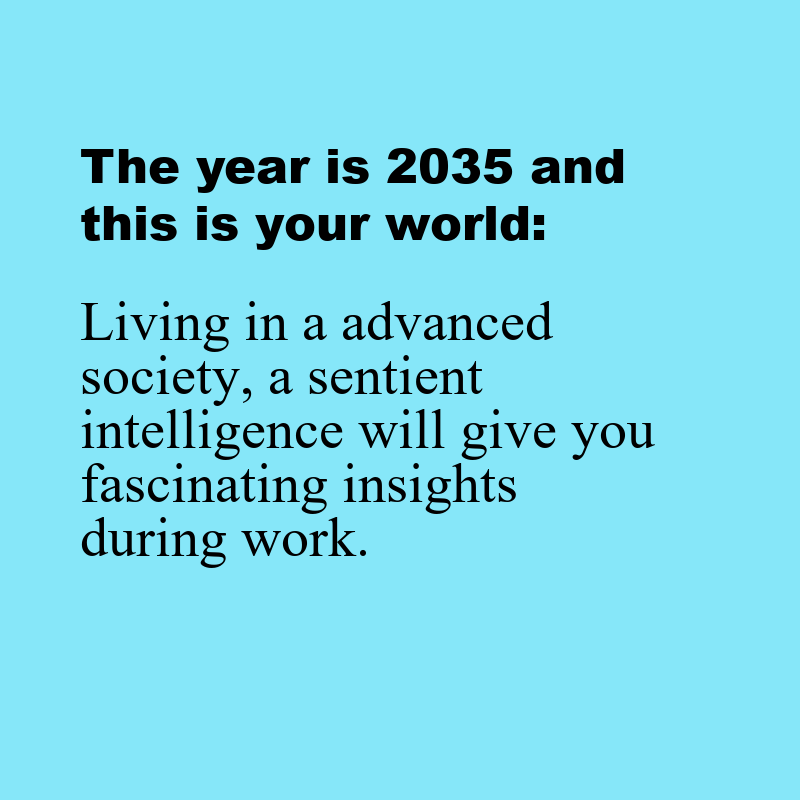 The year is 2035 and
this is your world:
Living in a advanced
society, a sentient
intelligence will give you
fascinating insights
during work.